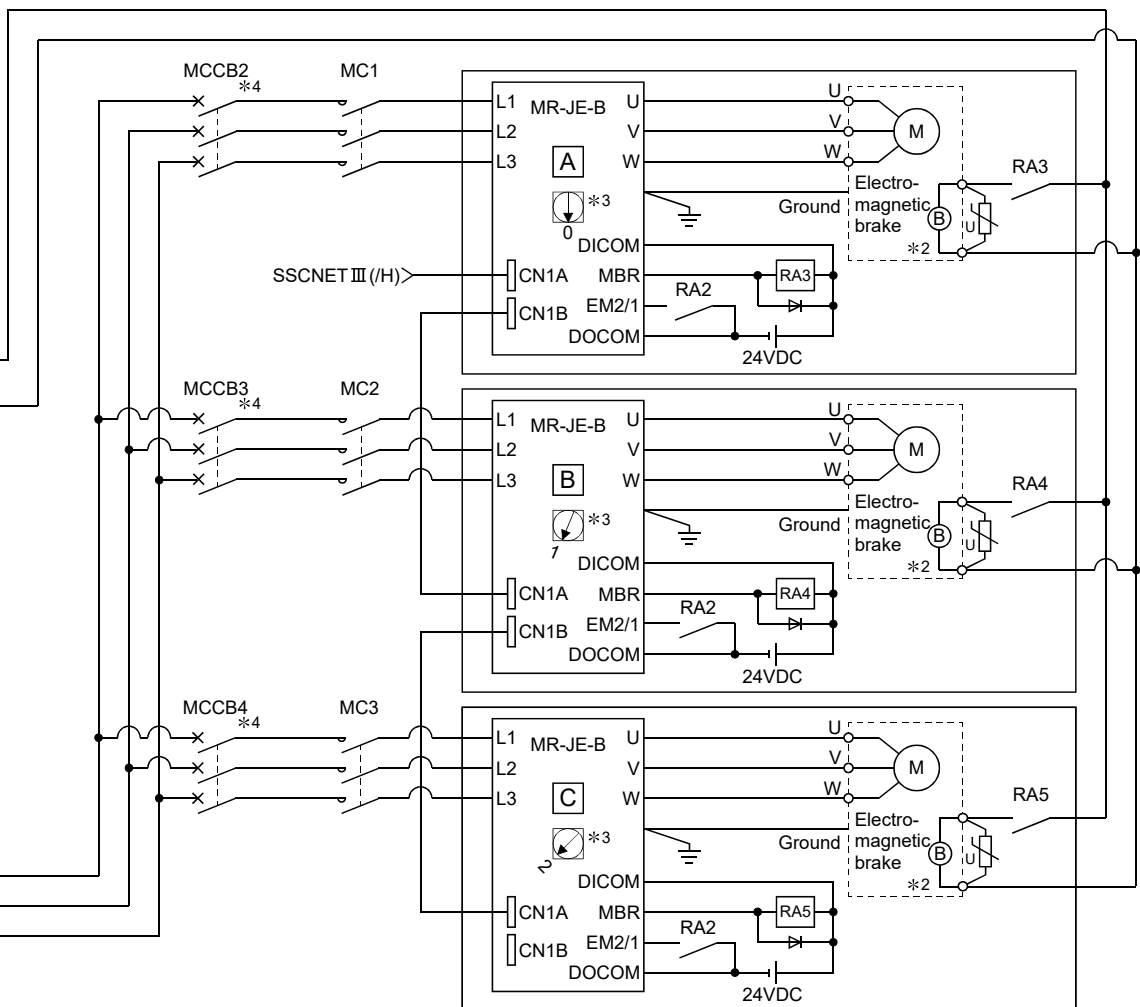 MCCB2
*4
MC1
L1
L2
L3
MR-JE-B
A
*3
0
U
V
W
U
V
W
M
Electro-
magnetic
brake
*2
Ground
B
U
RA3
DICOM
MBR
EM2/1
DOCOM
RA3
RA2
24VDC
SSCNETⅢ(/H)
CN1A
CN1B
MCCB3
*4
MC2
L1
L2
L3
MR-JE-B
B
*3
1
U
V
W
U
V
W
M
Electro-
magnetic
brake
*2
Ground
B
U
RA4
DICOM
MBR
EM2/1
DOCOM
RA4
RA2
24VDC
CN1A
CN1B
MCCB4
*4
MC3
L1
L2
L3
MR-JE-B
C
*3
2
U
V
W
U
V
W
M
Electro-
magnetic
brake
*2
Ground
B
U
RA5
DICOM
MBR
EM2/1
DOCOM
RA5
RA2
24VDC
CN1A
CN1B